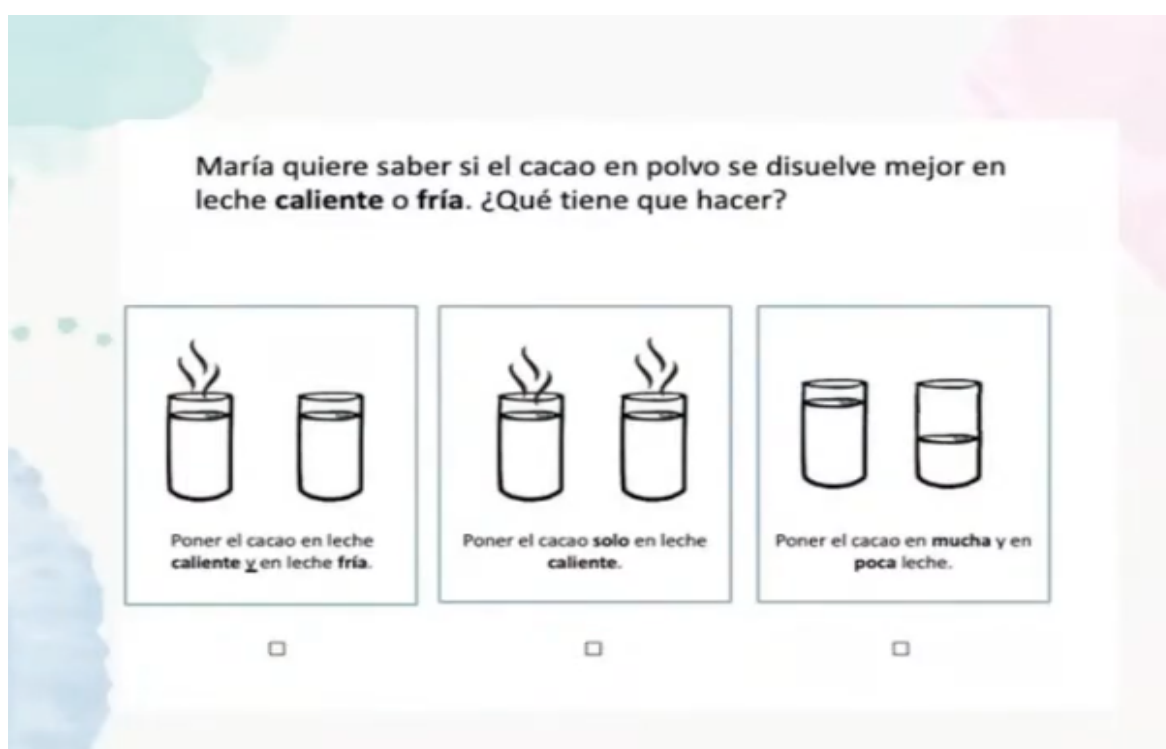 María quiere saber si el cacao en polvo se disuelve mejor en
leche caliente o fría. ¿Qué tiene que hacer?
Poner el cacao en leche
caliente y en leche fría.
Poner el cacao solo en leche
caliente.
Poner el cacao en mucha y en
poca leche.